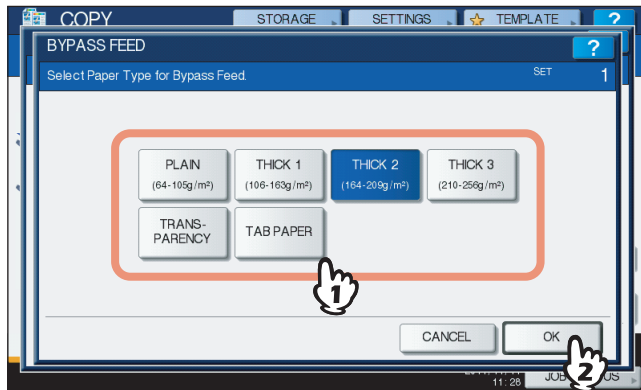 COPY
STORAGE
SETTINGS
TEMPLATE
?
BYPASS FEED
?
Select Paper Type for Bypass Feed.
SET 1
PLAIN
(64-105g/m²)
THICK 1
(106-163g/m²)
THICK 2
(164-209g/m²)
THICK 3
(210-256g/m²)
TRANS-
PARENCY
TAB PAPER
1
CANCEL
OK
2
11:28